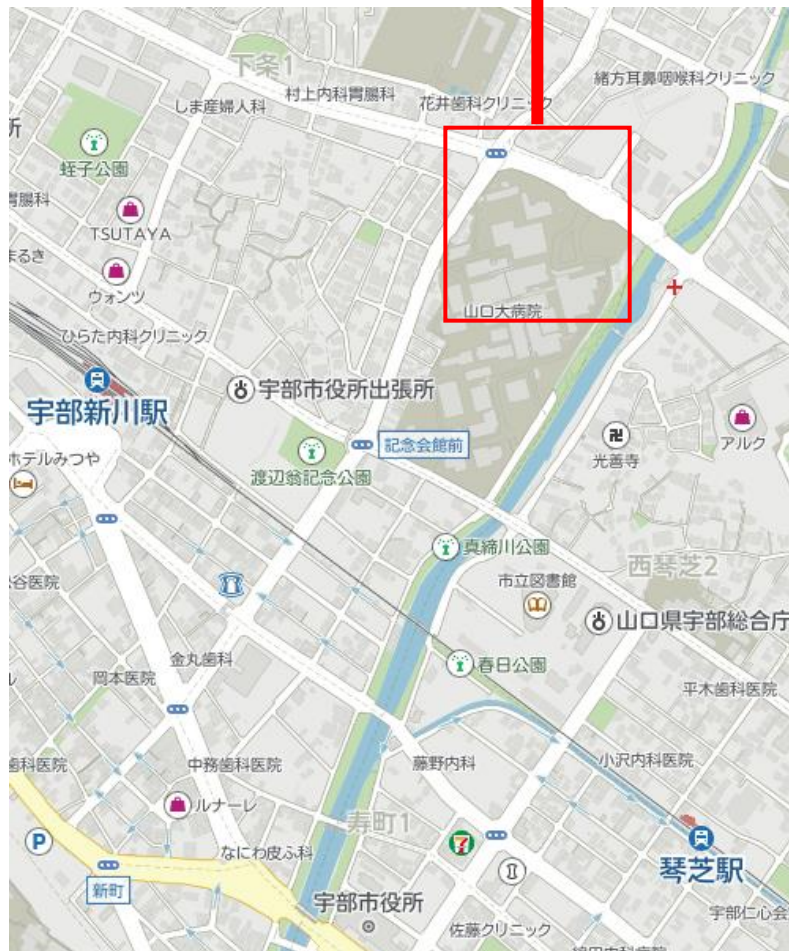 下条1
緒方耳鼻咽喉科クリニック
村上内科胃腸科
花井歯科クリニック
しま産婦人科
所
蛭子公園
胃腸科
TSUTAYA
まるき
ウォンツ
山口大病院
ひらた内科クリニック
宇部市役所出張所
宇部新川駅
記念会館前
アルク
光善寺
ホテルみつや
渡辺翁記念公園
真締川公園
西琴芝2
市立図書館
谷医院
山口県宇部総合庁
金丸歯科
春日公園
岡本医院
平木歯科医院
歯科医院
中務歯科医院
藤野内科
小沢内科医院
ルナーレ
寿町1
P
7
なにわ皮ふ科
琴芝駅
新町
宇部市役所
宇部仁心会
佐藤クリニック